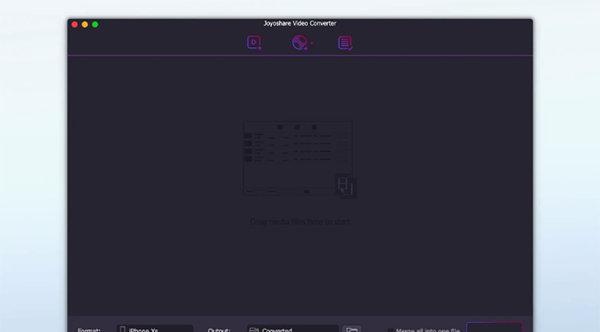 Joyoshare Video Converter
Drag media files here to start.
Format: iPhone Xs Output: Converted Merge all into one file